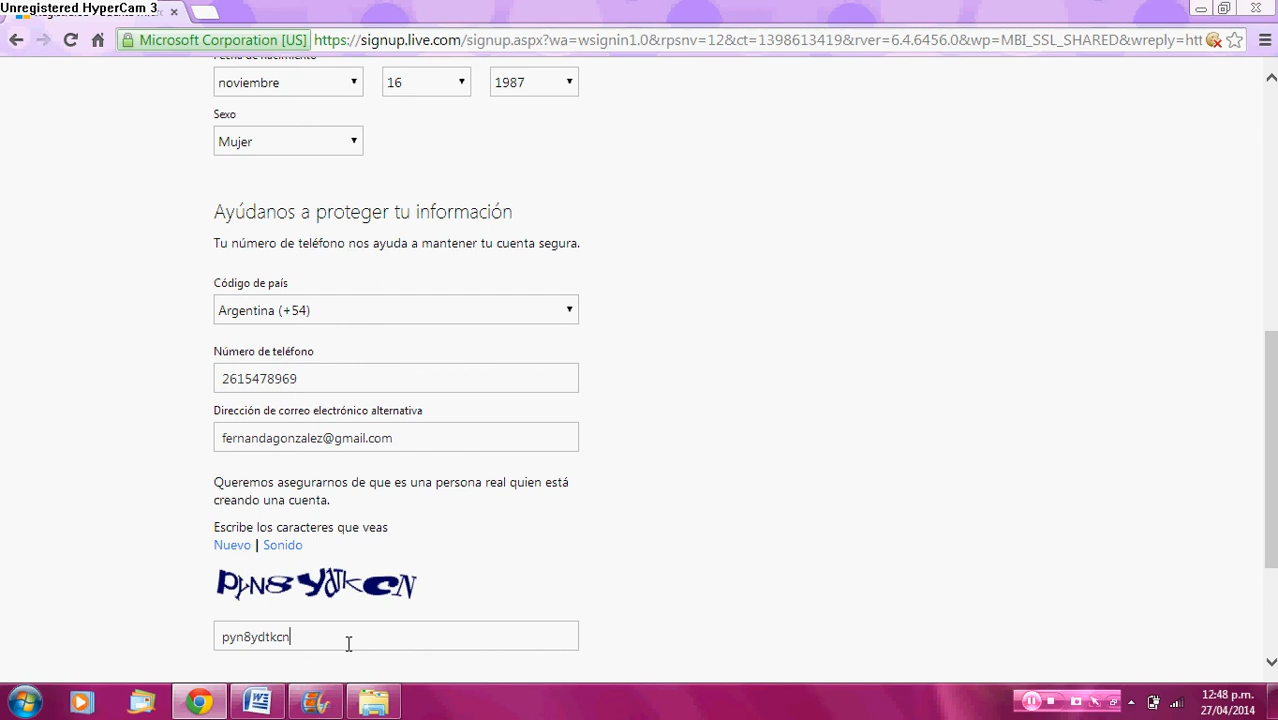 Unregistered HyperCam 3
Microsoft Corporation [US] https://signup.live.com/signup.aspx?wa=wsignin1.0&rpsnv=12&ct=1398613419&rver=6.4.6456.0&wp=MBI_SSL_SHARED&wreply=htt
Fecha de nacimiento
noviembre 16 1987
Sexo
Mujer
Ayúdanos a proteger tu información
Tu número de teléfono nos ayuda a mantener tu cuenta segura.
Código de país
Argentina (+54)
Número de teléfono
2615478969
Dirección de correo electrónico alternativa
fernandagonzalez@gmail.com
Queremos asegurarnos de que es una persona real quien está
creando una cuenta.
Escribe los caracteres que veas
Nuevo | Sonido
pyn8ydtkcn
12:48 p.m.
27/04/2014